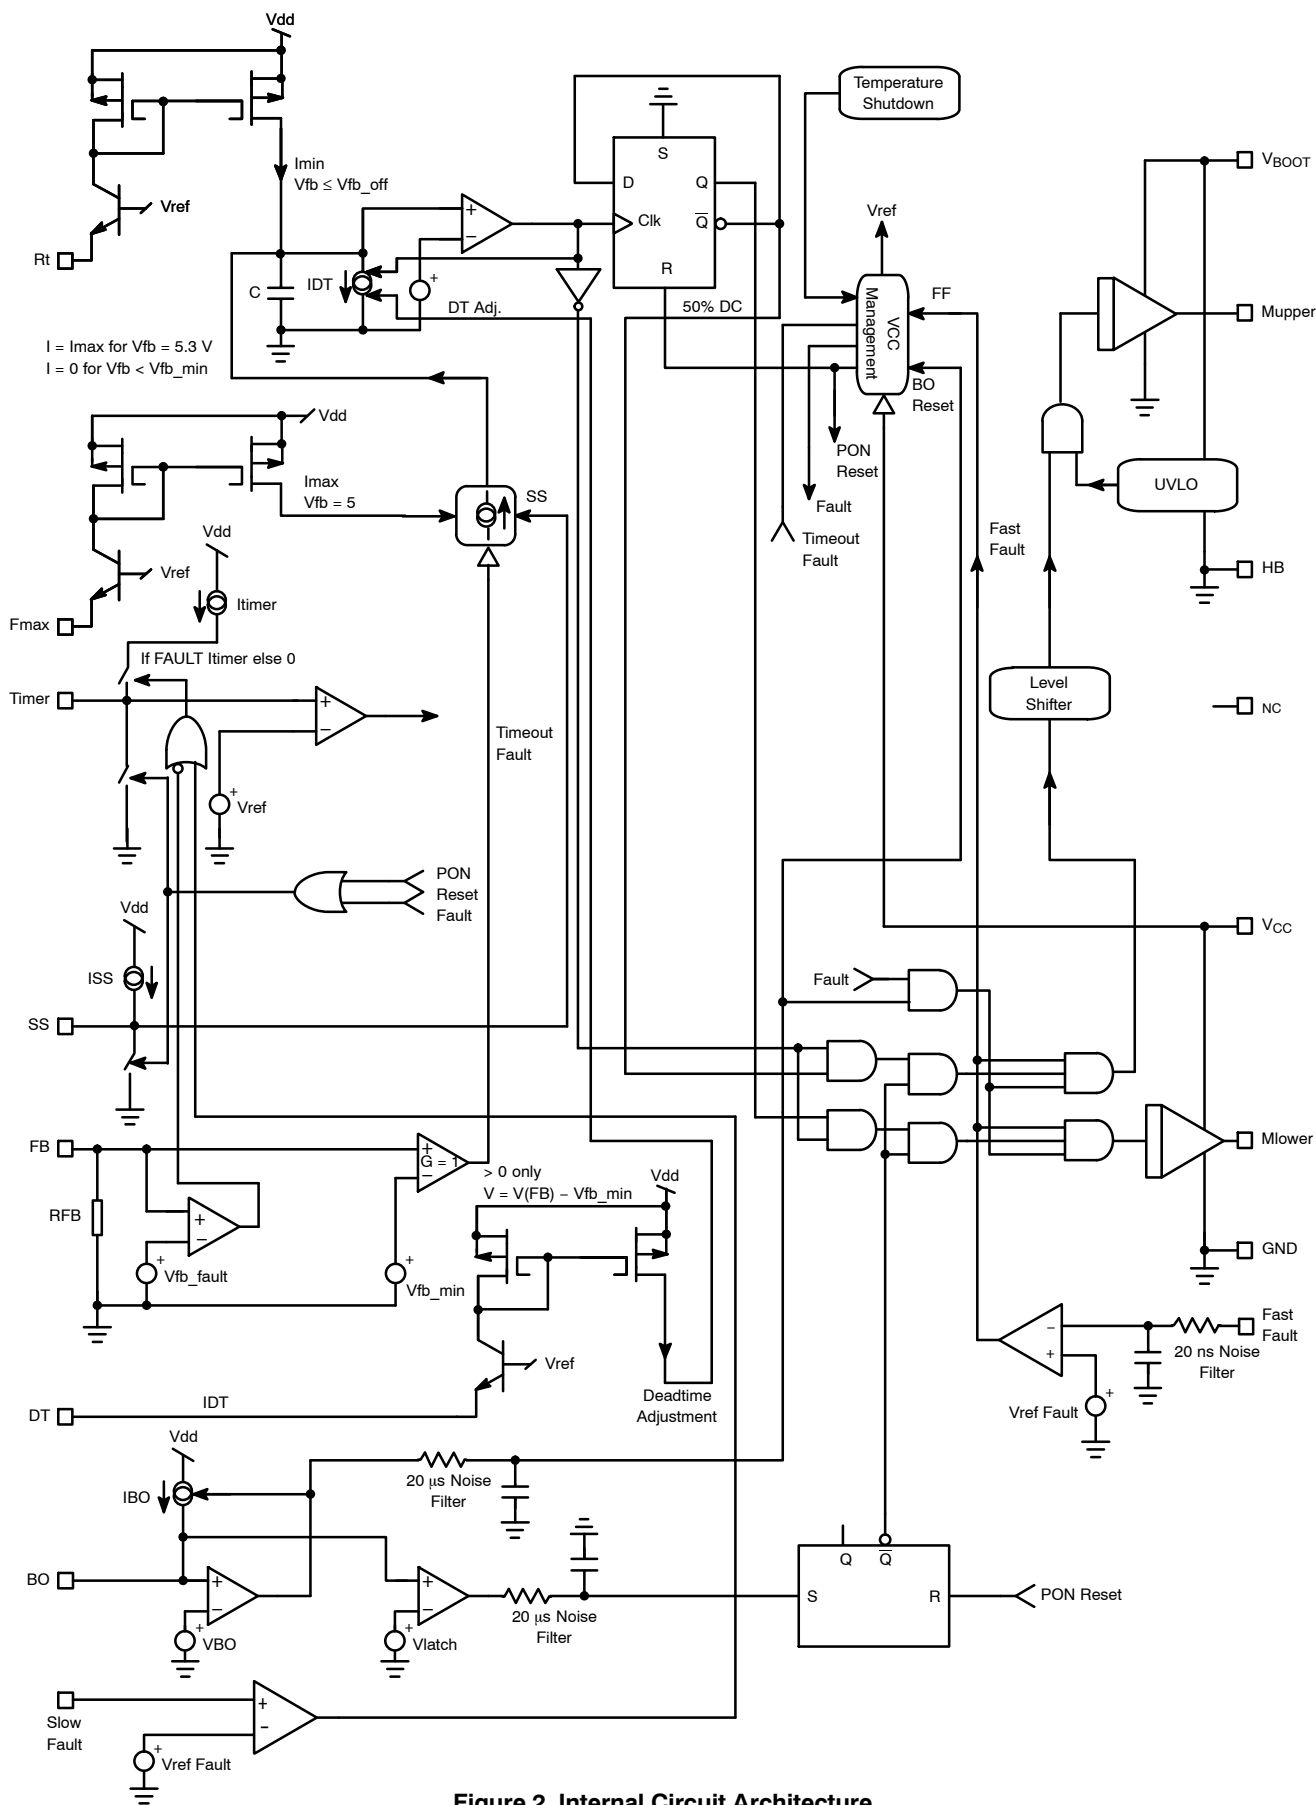 Vdd
Temperature
Shutdown
S
D
Q
Clk
Q
R
VBOOT
Imin
Vfb ≤ Vfb_off
Vref
Vref
Rt
+
−
C
IDT
+
DT Adj.
50% DC
FF
VCC
Management
BO
Reset
Mupper
I = Imax for Vfb = 5.3 V
I = 0 for Vfb < Vfb_min
Vdd
PON
Reset
Imax
Vfb = 5
SS
Fault
UVLO
Vdd
Timeout
Fault
Fast
Fault
Vref
HB
Itimer
Fmax
If FAULT Itimer else 0
Timer
+
−
Level
Shifter
NC
Timeout
Fault
+
Vref
PON
Reset
Fault
Vdd
VCC
ISS
Fault
SS
FB
+
G = 1
−
> 0 only
V = V(FB) − Vfb_min
Vdd
Mlower
RFB
+
−
+
Vfb_fault
+
Vfb_min
GND
Fast
Fault
−
+
20 ns Noise
Filter
Vref
Deadtime
Adjustment
+
Vref Fault
DT
IDT
Vdd
IBO
20 μs Noise
Filter
Q
Q
BO
+
−
+
−
S
R
PON Reset
+
VBO
+
Vlatch
20 μs Noise
Filter
+
−
Slow
Fault
+
Vref Fault
Figure 2. Internal Circuit Architecture